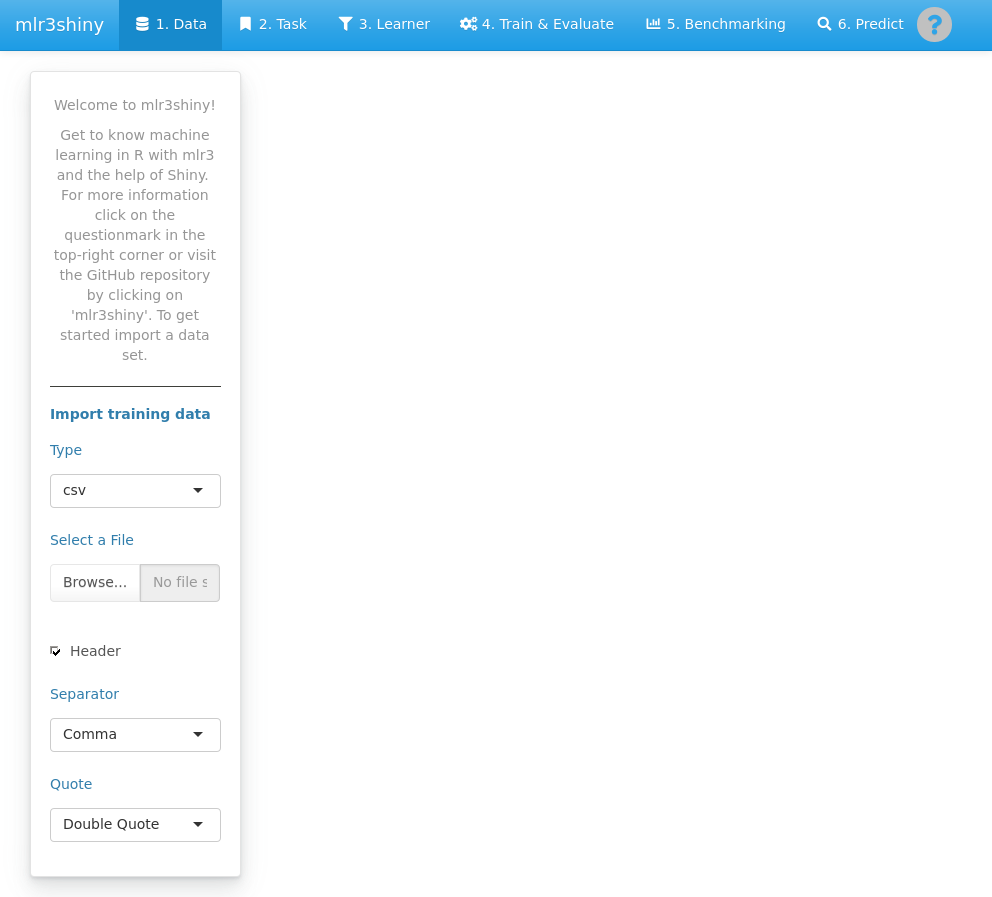 mlr3shiny
1. Data
2. Task
3. Learner
4. Train & Evaluate
5. Benchmarking
6. Predict
?
Welcome to mlr3shiny!
Get to know machine
learning in R with mlr3
and the help of Shiny.
For more information
click on the
questionmark in the
top-right corner or visit
the GitHub repository
by clicking on
'mlr3shiny'. To get
started import a data
set.
Import training data
Type
csv
Select a File
Browse...
No file s
Header
Separator
Comma
Quote
Double Quote